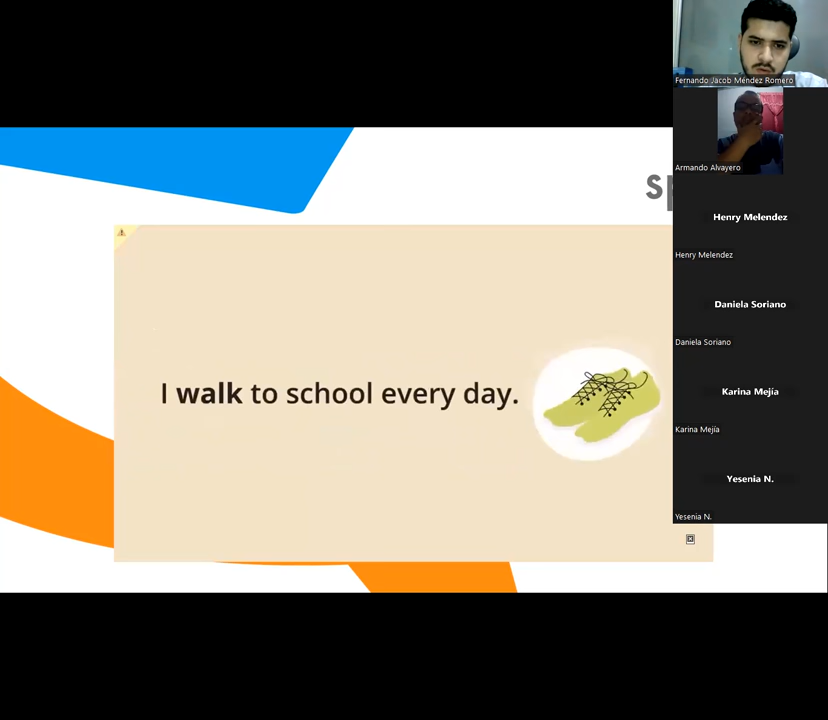 Fernando Jacob Méndez Romero
Armando Alvayero
Henry Melendez
Henry Melendez
Daniela Soriano
Daniela Soriano
Karina Mejía
Karina Mejía
Yesenia N.
Yesenia N.
I walk to school every day.